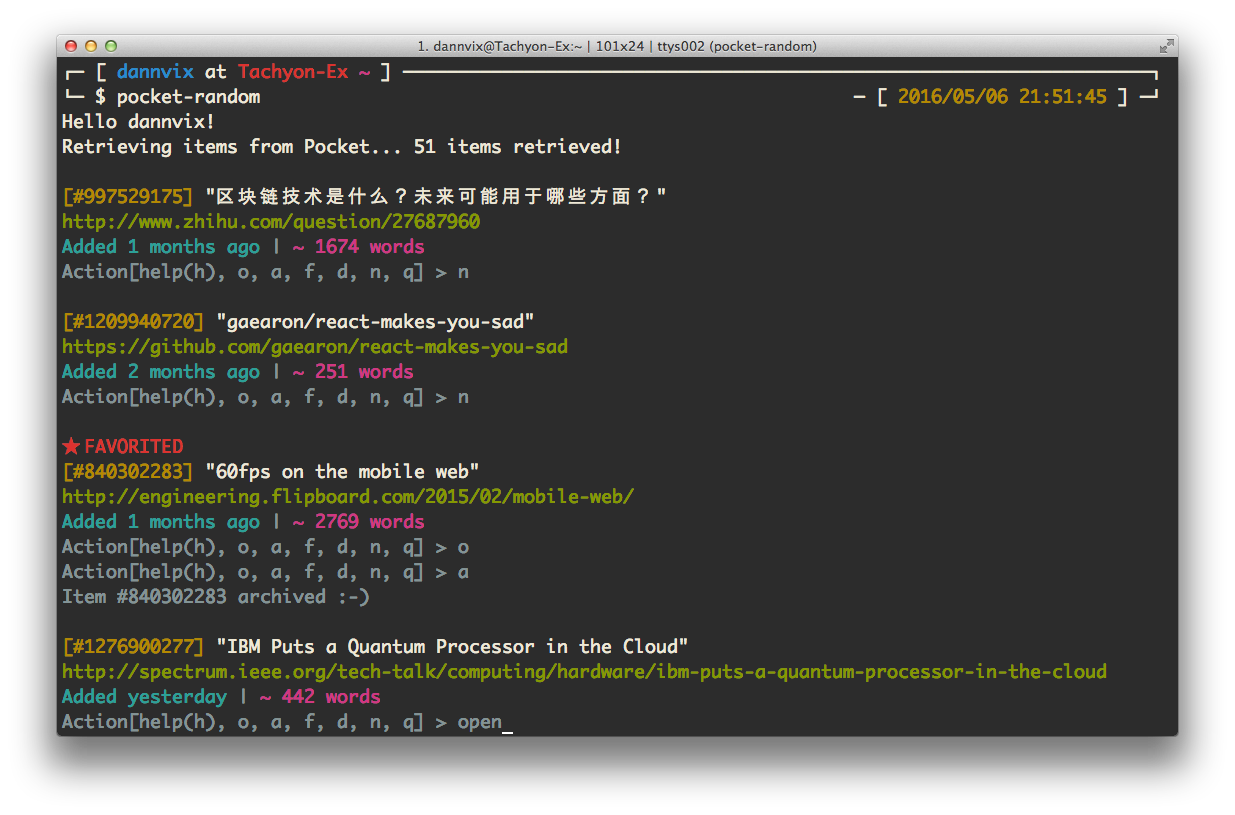 1. dannvix@Tachyon-Ex:~ | 101x24 | ttys002 (pocket-random)
┌─ [ dannvix at Tachyon-Ex ~ ] ─────────────────────────────────────┐
└─ $ pocket-random ─ [ 2016/05/06 21:51:45 ] ─┘
Hello dannvix!
Retrieving items from Pocket... 51 items retrieved!
[#997529175] "区块链技术是什么？未来可能用于哪些方面？"
http://www.zhihu.com/question/27687960
Added 1 months ago | ~ 1674 words
Action[help(h), o, a, f, d, n, q] > n
[#1209940720] "gaearon/react-makes-you-sad"
https://github.com/gaearon/react-makes-you-sad
Added 2 months ago | ~ 251 words
Action[help(h), o, a, f, d, n, q] > n
★ FAVORITED
[#840302283] "60fps on the mobile web"
http://engineering.flipboard.com/2015/02/mobile-web/
Added 1 months ago | ~ 2769 words
Action[help(h), o, a, f, d, n, q] > o
Action[help(h), o, a, f, d, n, q] > a
Item #840302283 archived :-)
[#1276900277] "IBM Puts a Quantum Processor in the Cloud"
http://spectrum.ieee.org/tech-talk/computing/hardware/ibm-puts-a-quantum-processor-in-the-cloud
Added yesterday | ~ 442 words
Action[help(h), o, a, f, d, n, q] > open_